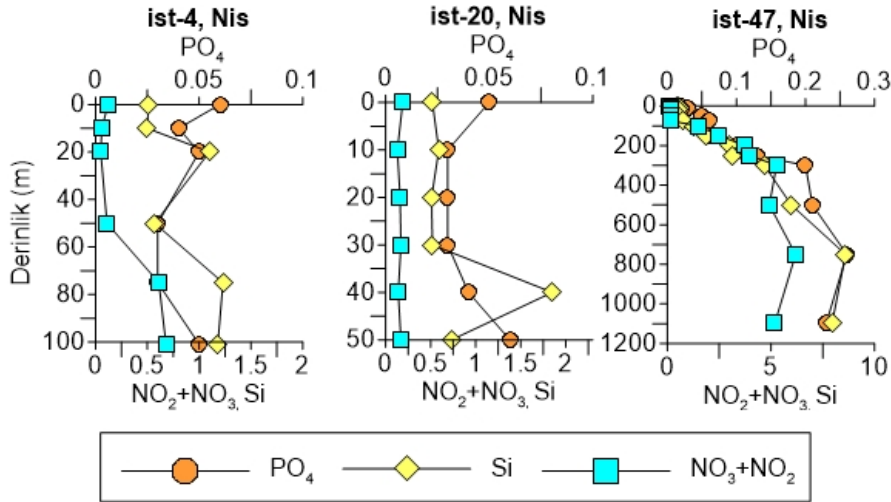 ist-4, Nis
PO4
0 0.05 0.1
0
20
40
60
80
100
0 0.5 1 1.5 2
NO2+NO3, Si
Derinlik (m)
ist-20, Nis
PO4
0 0.05 0.1
0
10
20
30
40
50
0 0.5 1 1.5 2
NO2+NO3, Si
ist-47, Nis
PO4
0 0.1 0.2 0.3
0
200
400
600
800
1000
1200
0 5 10
NO2+NO3. Si
PO4 Si NO3+NO2